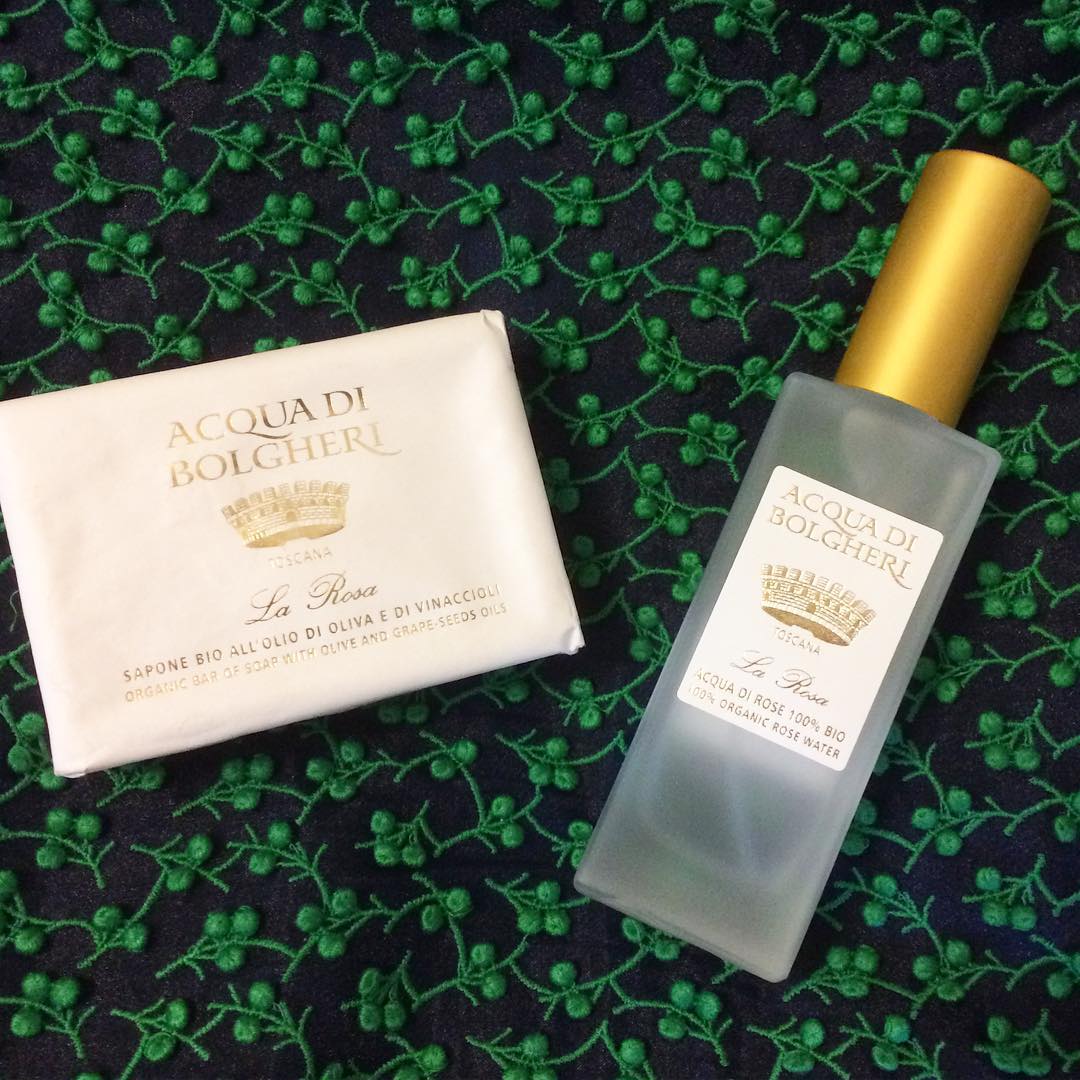 ACQUA DI
BOLGHERI
TOSCANA
La Rosa
SAPONE BIO ALL'OLIO DI OLIVA E DI VINACCIOLI
ORGANIC BAR OF SOAP WITH OLIVE AND GRAPE-SEEDS OILS
ACQUA DI
BOLGHERI
TOSCANA
La Rosa
ACQUA DI ROSE 100% BIO
100% ORGANIC ROSE WATER